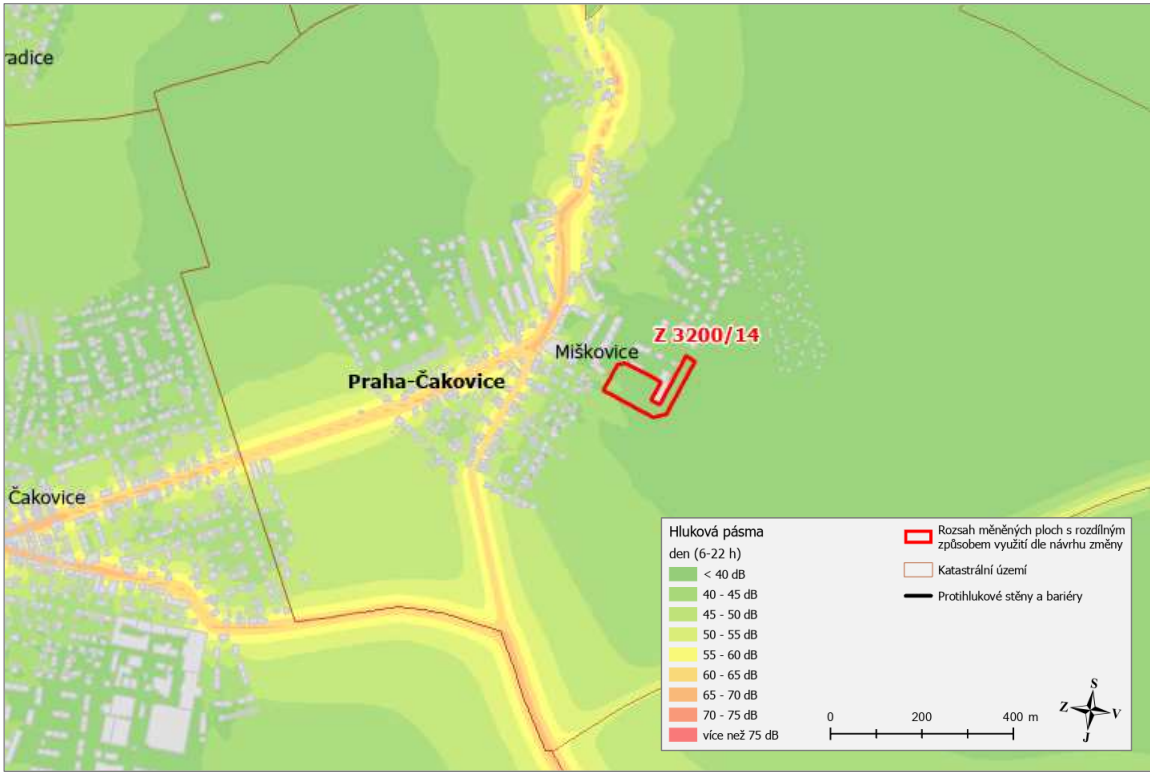 adice
Z 3200/14
Miškovice
Praha-Čakovice
Čakovice
Hluková pásma
den (6-22 h)
< 40 dB
40 - 45 dB
45 - 50 dB
50 - 55 dB
55 - 60 dB
60 - 65 dB
65 - 70 dB
70 - 75 dB
více než 75 dB
Rozsah měněných ploch s rozdílným
způsobem využití dle návrhu změny
Katastrální území
Protihlukové stěny a bariéry
0 200 400 m
S
Z V
J